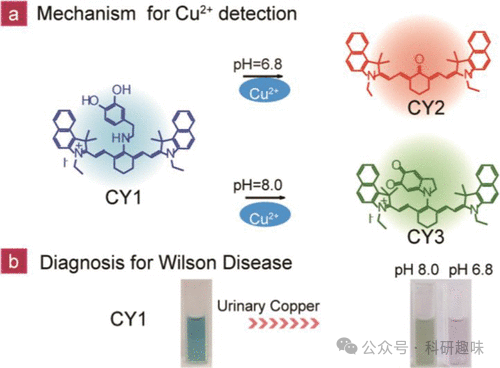 a Mechanism for Cu²⁺ detection
pH=6.8
Cu²⁺
O
N
N
CY2
OH
HO
HN
N
I⁻
N
CY1
pH=8.0
Cu²⁺
O
O
N
N
I⁻
N
CY3
b Diagnosis for Wilson Disease
pH 8.0 pH 6.8
CY1
Urinary Copper
公众号·科研趣味